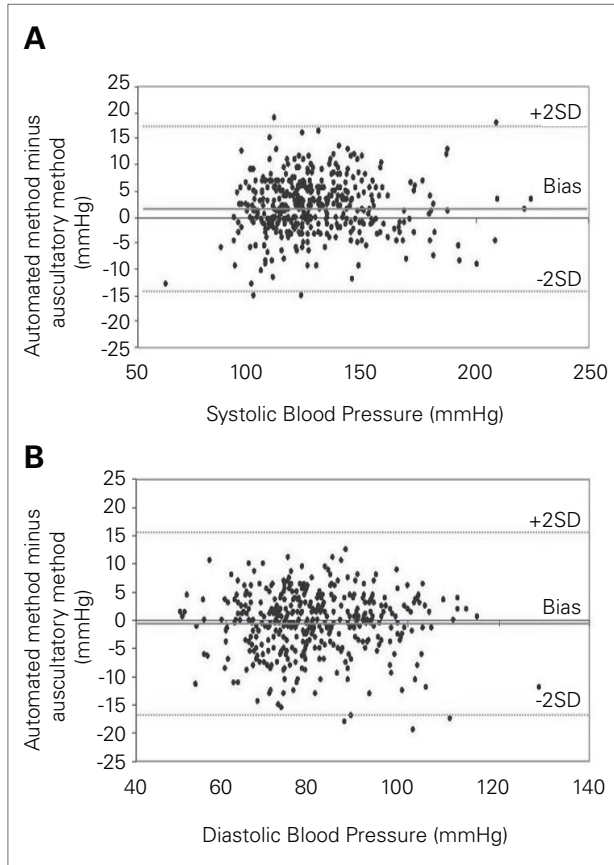 A
25
20
15
10
5
0
-5
-10
-15
20
-25
+2SD
Bias
-2SD
Automated method minus
auscultatory method
(mmHg)
50 100 150 200 250
Systolic Blood Pressure (mmHg)
B
25
20
15
10
5
0
-5
-10
-15
-20
-25
+2SD
Bias
-2SD
Automated method minus
auscultatory method
(mmHg)
40 60 80 100 120 140
Diastolic Blood Pressure (mmHg)